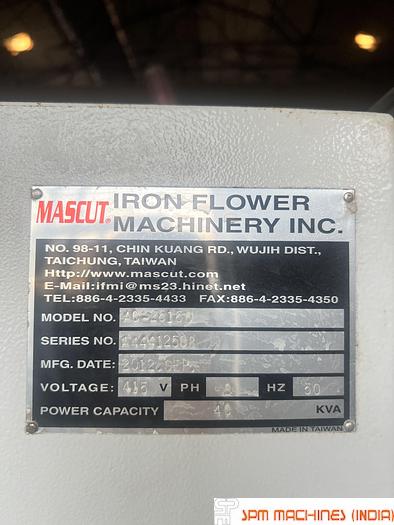 MASCUT IRON FLOWER
MACHINERY INC.
NO. 98-11, CHIN KUANG RD., WUJIH DIST.,
TAICHUNG, TAIWAN
Http://www.mascut.com
E-Mail:ifmi@ms23.hinet.net
TEL:886-4-2335-4433 FAX:886-4-2335-4350
MODEL NO.
SERIES NO.
MFG. DATE:
VOLTAGE: 415 V PH HZ 50
POWER CAPACITY KVA
MADE IN TAIWAN
SPM MACHINES (INDIA)